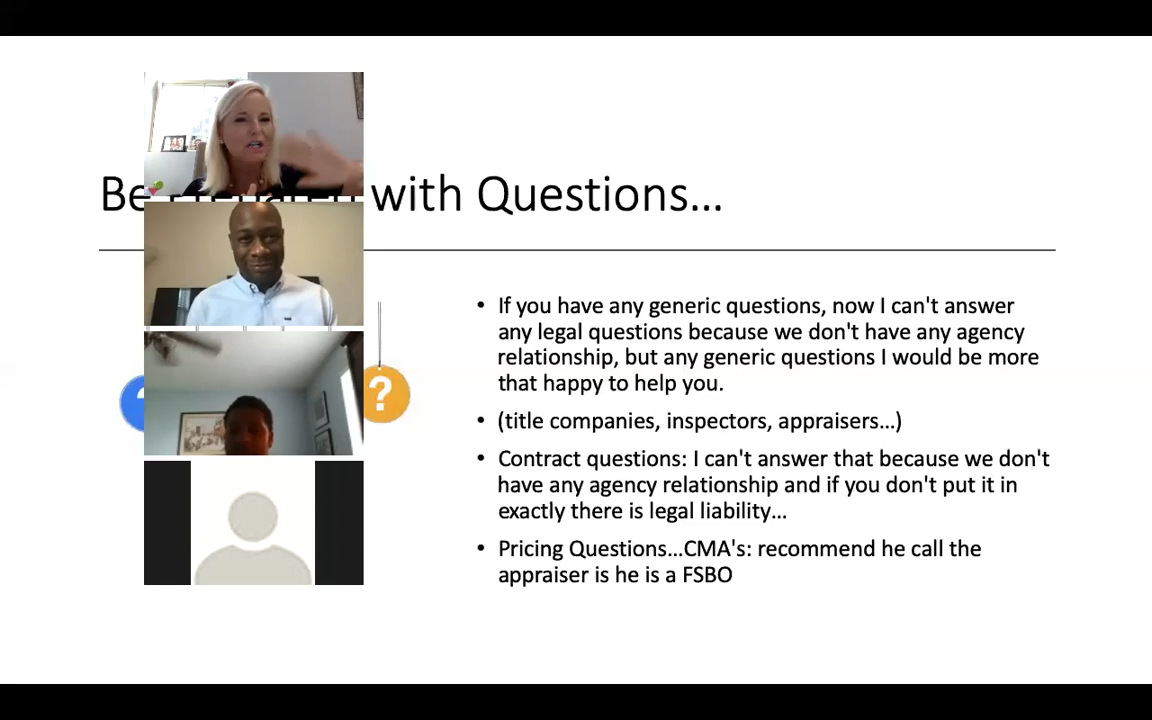 Be with Questions...
• If you have any generic questions, now I can't answer
any legal questions because we don't have any agency
relationship, but any generic questions I would be more
that happy to help you.
• (title companies, inspectors, appraisers...)
• Contract questions: I can't answer that because we don't
have any agency relationship and if you don't put it in
exactly there is legal liability...
• Pricing Questions...CMA's: recommend he call the
appraiser is he is a FSBO
?